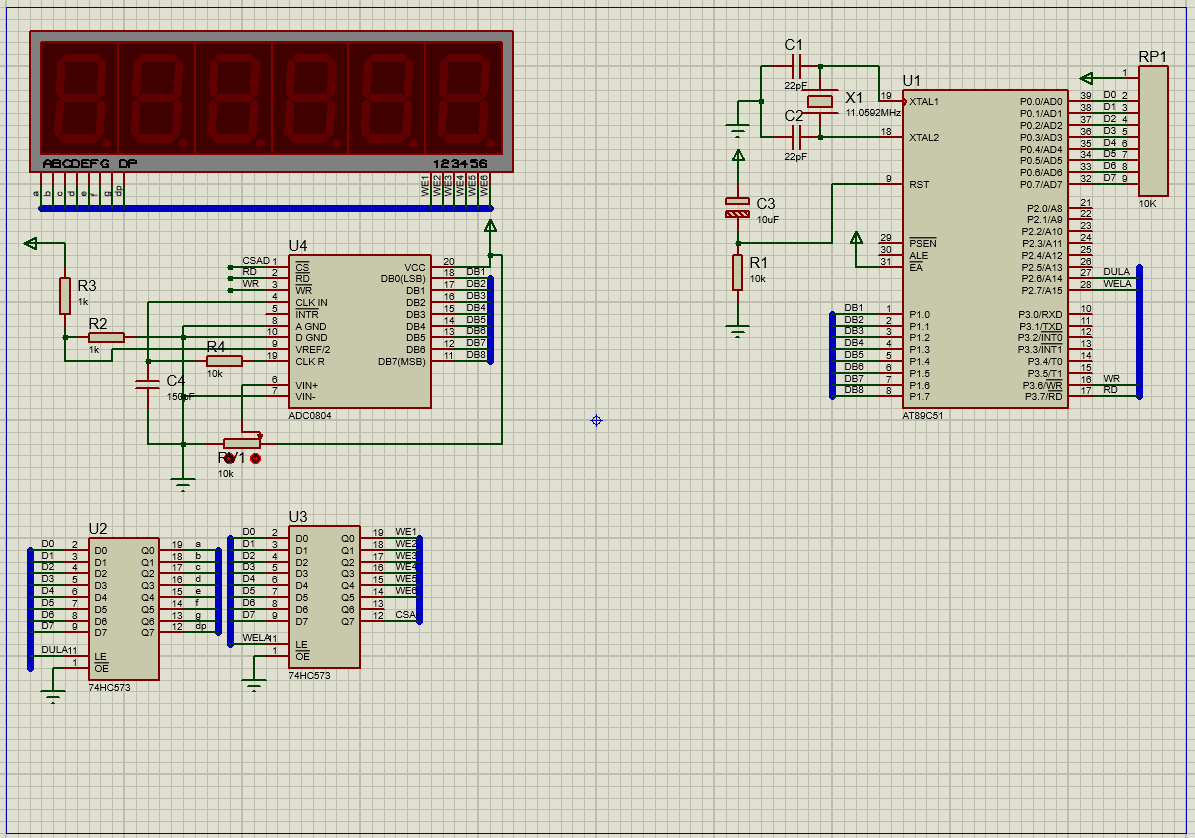 ABCDEFG DP
123456
a
b
c
d
e
f
g
dp
WE1
WE2
WE3
WE4
WE5
WE6
C1
22pF
X1
11.0592MHz
C2
22pF
C3
10uF
R1
10k
U1
19 XTAL1
18 XTAL2
9 RST
29 PSEN
30 ALE
31 EA
DB1 1 P1.0
DB2 2 P1.1
DB3 3 P1.2
DB4 4 P1.3
DB5 5 P1.4
DB6 6 P1.5
DB7 7 P1.6
DB8 8 P1.7
P0.0/AD0 39 D0 2
P0.1/AD1 38 D1 3
P0.2/AD2 37 D2 4
P0.3/AD3 36 D3 5
P0.4/AD4 35 D4 6
P0.5/AD5 34 D5 7
P0.6/AD6 33 D6 8
P0.7/AD7 32 D7 9
P2.0/A8 21
P2.1/A9 22
P2.2/A10 23
P2.3/A11 24
P2.4/A12 25
P2.5/A13 26
P2.6/A14 27 DULA
P2.7/A15 28 WELA
P3.0/RXD 10
P3.1/TXD 11
P3.2/INT0 12
P3.3/INT1 13
P3.4/T0 14
P3.5/T1 15
P3.6/WR 16 WR
P3.7/RD 17 RD
AT89C51
RP1
1
10K
R3
1k
R2
1k
R4
10k
C4
150pF
U4
CSAD 1 CS
RD 2 RD
WR 3 WR
4 CLK IN
5 INTR
8 A GND
10 D GND
9 VREF/2
19 CLK R
6 VIN+
7 VIN-
VCC 20
DB0(LSB) 18 DB1
DB1 17 DB2
DB2 16 DB3
DB3 15 DB4
DB4 14 DB5
DB5 13 DB6
DB6 12 DB7
DB7(MSB) 11 DB8
ADC0804
RV1
10k
U2
D0 2 D0 Q0 19 a
D1 3 D1 Q1 18 b
D2 4 D2 Q2 17 c
D3 5 D3 Q3 16 d
D4 6 D4 Q4 15 e
D5 7 D5 Q5 14 f
D6 8 D6 Q6 13 g
D7 9 D7 Q7 12 dp
DULA 11 LE
1 OE
74HC573
U3
D0 2 D0 Q0 19 WE1
D1 3 D1 Q1 18 WE2
D2 4 D2 Q2 17 WE3
D3 5 D3 Q3 16 WE4
D4 6 D4 Q4 15 WE5
D5 7 D5 Q5 14 WE6
D6 8 D6 Q6 13
D7 9 D7 Q7 12 CSA
WELA 11 LE
1 OE
74HC573